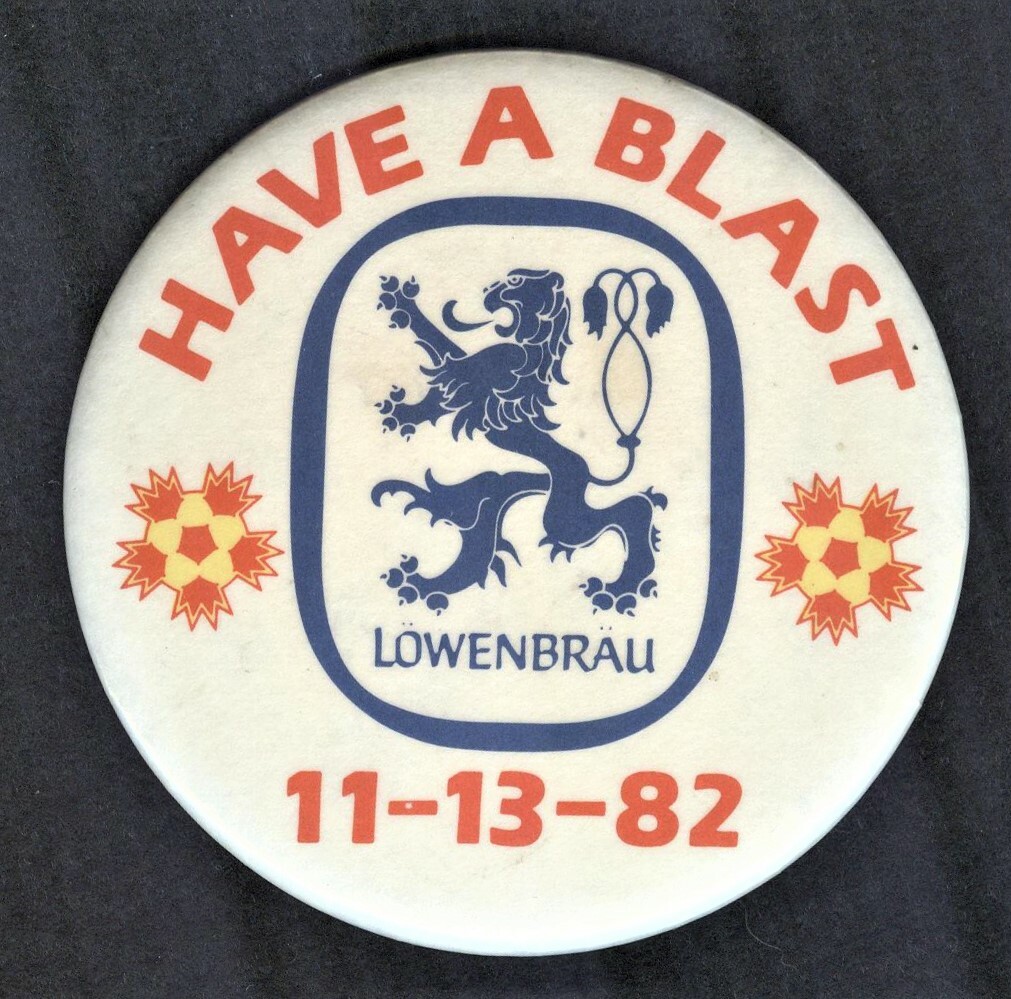 HAVE A BLAST
LÖWENBRÄU
11-13-82